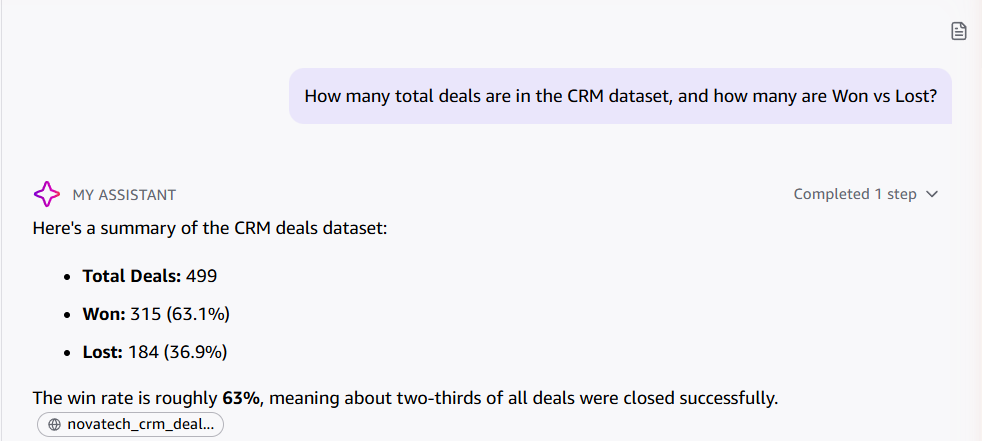 How many total deals are in the CRM dataset, and how many are Won vs Lost?
MY ASSISTANT
Completed 1 step
Here's a summary of the CRM deals dataset:
• Total Deals: 499
• Won: 315 (63.1%)
• Lost: 184 (36.9%)
The win rate is roughly 63%, meaning about two-thirds of all deals were closed successfully.
novatech_crm_deal...